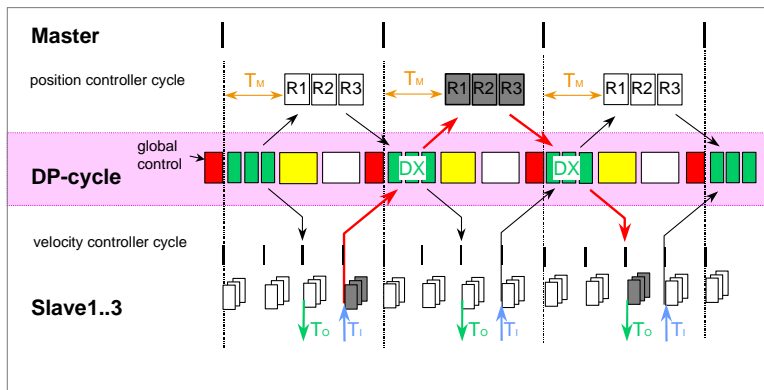 Master
position controller cycle
TM R1 R2 R3 TM R1 R2 R3 TM R1 R2 R3
global
control
DP-cycle
DX DX
velocity controller cycle
Slave1..3
TO TI TO TI TO TI